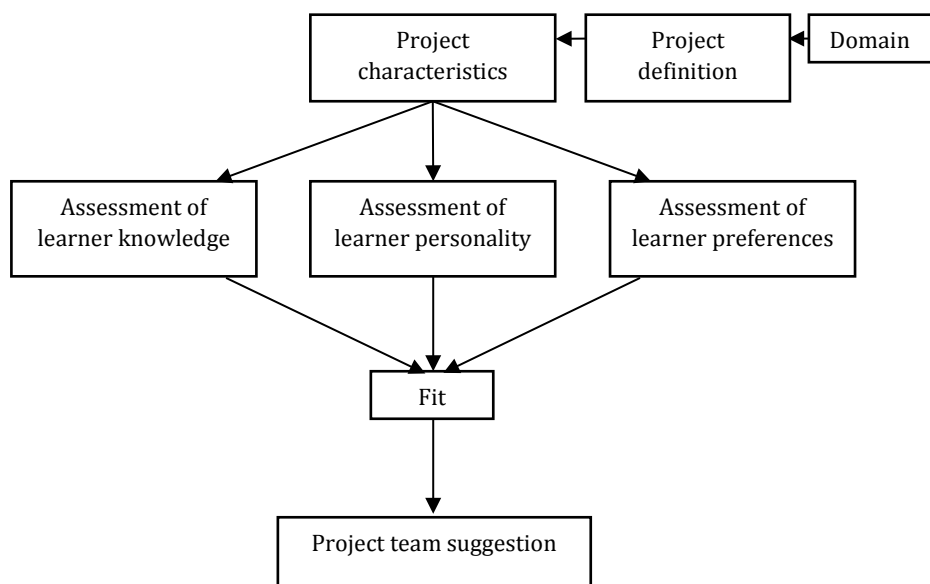 Project
characteristics
Project
definition
Domain
Assessment of
learner knowledge
Assessment of
learner personality
Assessment of
learner preferences
Fit
Project team suggestion